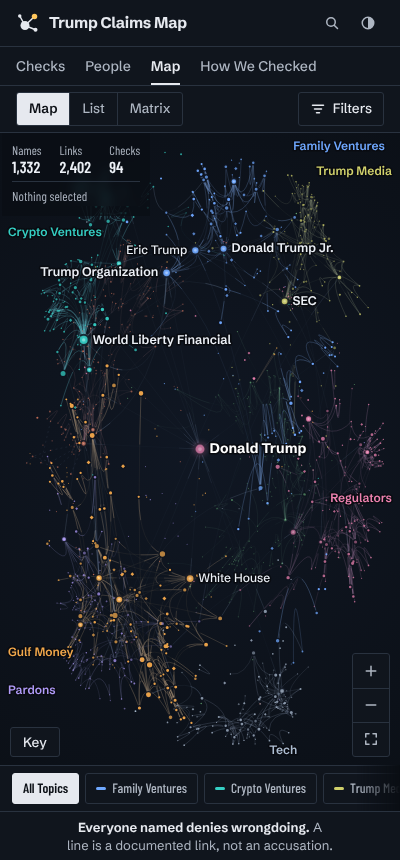 Trump Claims Map
Checks People Map How We Checked
Map List Matrix Filters
Names Links Checks
1,332 2,402 94
Nothing selected
Family Ventures
Trump Media
Crypto Ventures
Eric Trump
Donald Trump Jr.
Trump Organization
SEC
World Liberty Financial
Donald Trump
Regulators
White House
Gulf Money
Pardons
Key
Tech
All Topics Family Ventures Crypto Ventures Trump
Everyone named denies wrongdoing. A
line is a documented link, not an accusation.